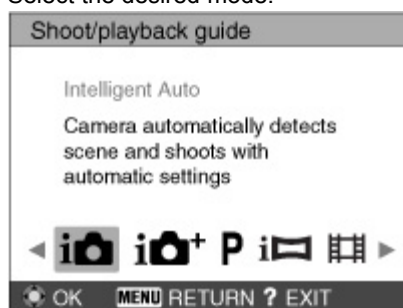 Select the desired mode.
Shoot/playback guide
Intelligent Auto
Camera automatically detects
scene and shoots with
automatic settings
i i+ P i
OK MENU RETURN ? EXIT